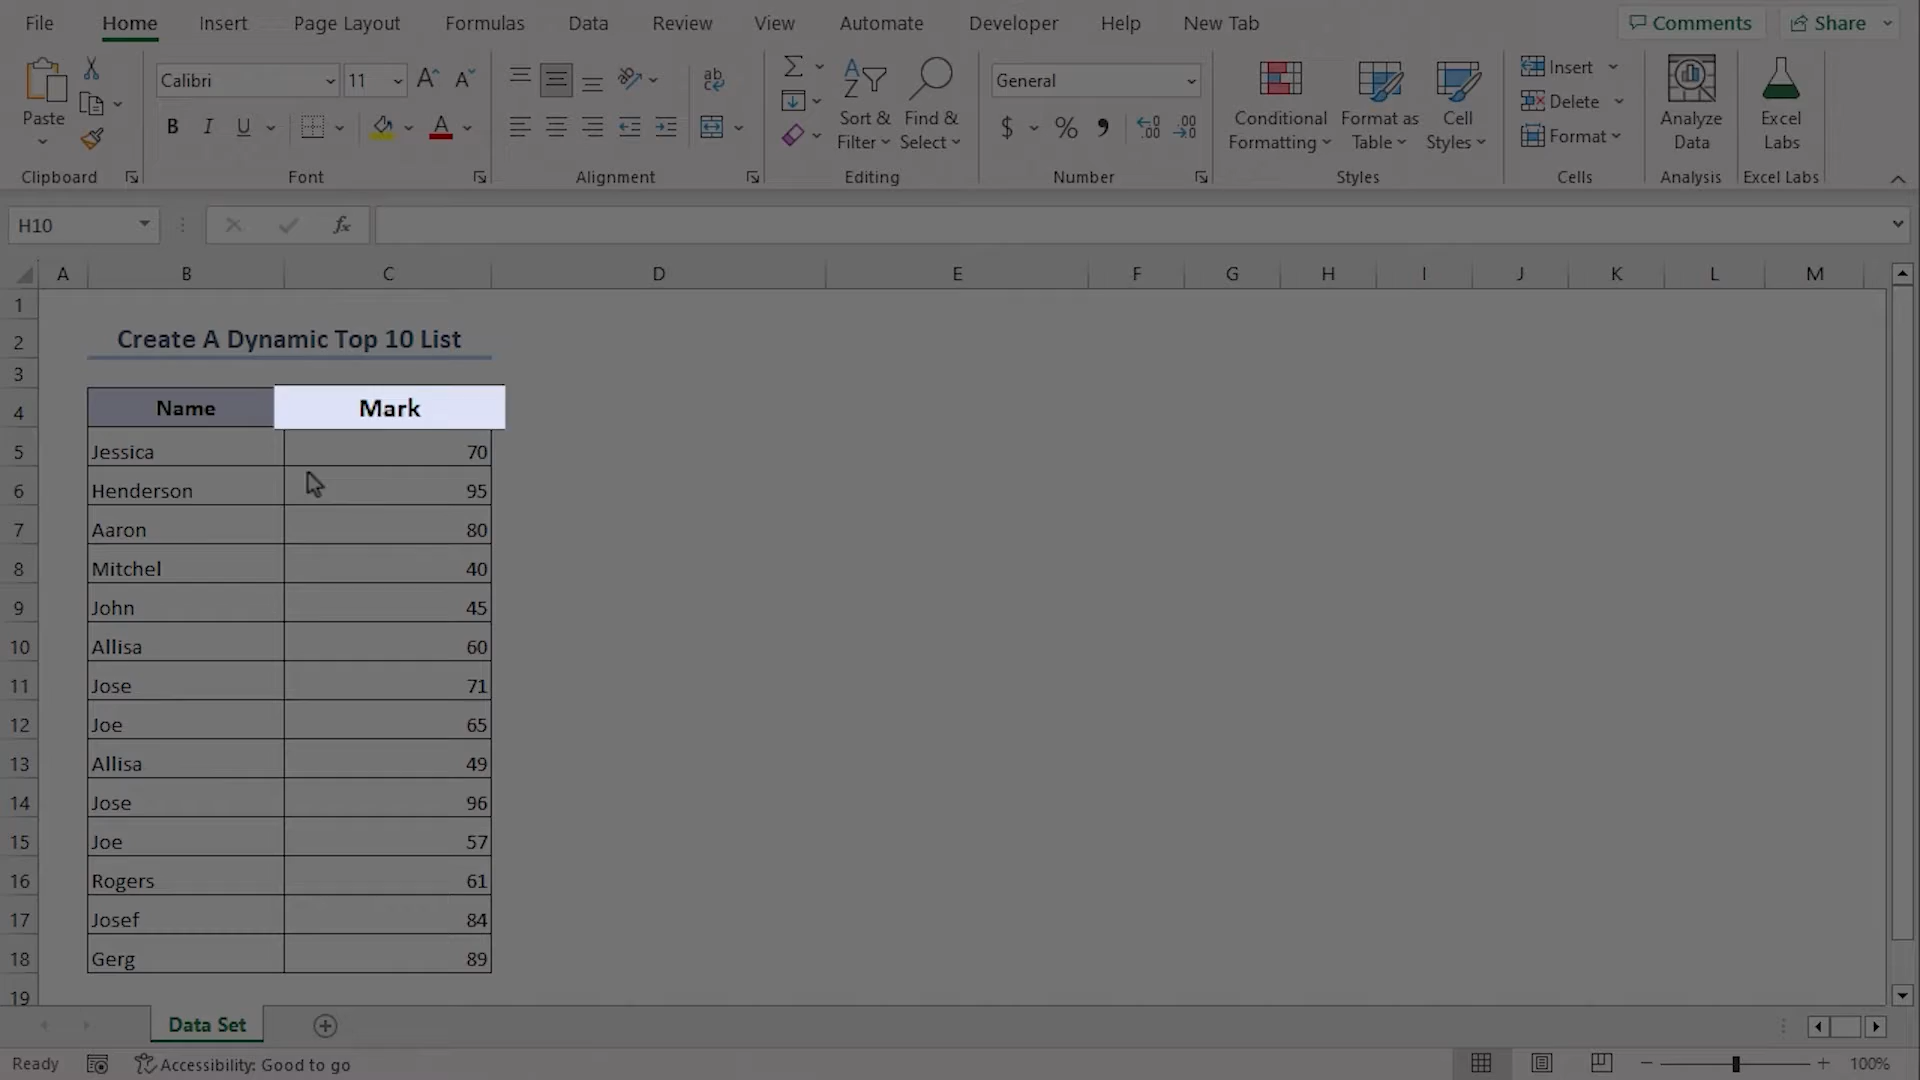 File Home Insert Page Layout Formulas Data Review View Automate Developer Help New Tab Comments Share
Paste
Clipboard
Calibri 11
B I U A
Font
ab
Alignment
Sort & Filter
Find & Select
Editing
General
$ % , .00 .00
Number
Conditional Formatting
Format as Table
Cell Styles
Styles
Insert
Delete
Format
Cells
Analyze Data
Analysis
Excel Labs
Excel Labs
H10 fx
A B C D E F G H I J K L M
1
2 Create A Dynamic Top 10 List
3
4 Name Mark
5 Jessica 70
6 Henderson 95
7 Aaron 80
8 Mitchel 40
9 John 45
10 Allisa 60
11 Jose 71
12 Joe 65
13 Allisa 49
14 Jose 96
15 Joe 57
16 Rogers 61
17 Josef 84
18 Gerg 89
19
Data Set
Ready Accessibility: Good to go 100%